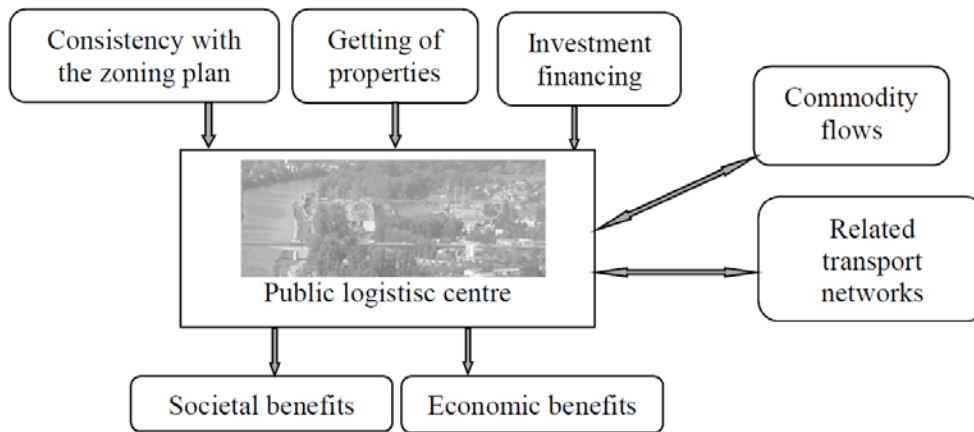 Consistency with
the zoning plan
Getting of
properties
Investment
financing
Commodity
flows
Related
transport
networks
Public logistisc centre
Societal benefits
Economic benefits